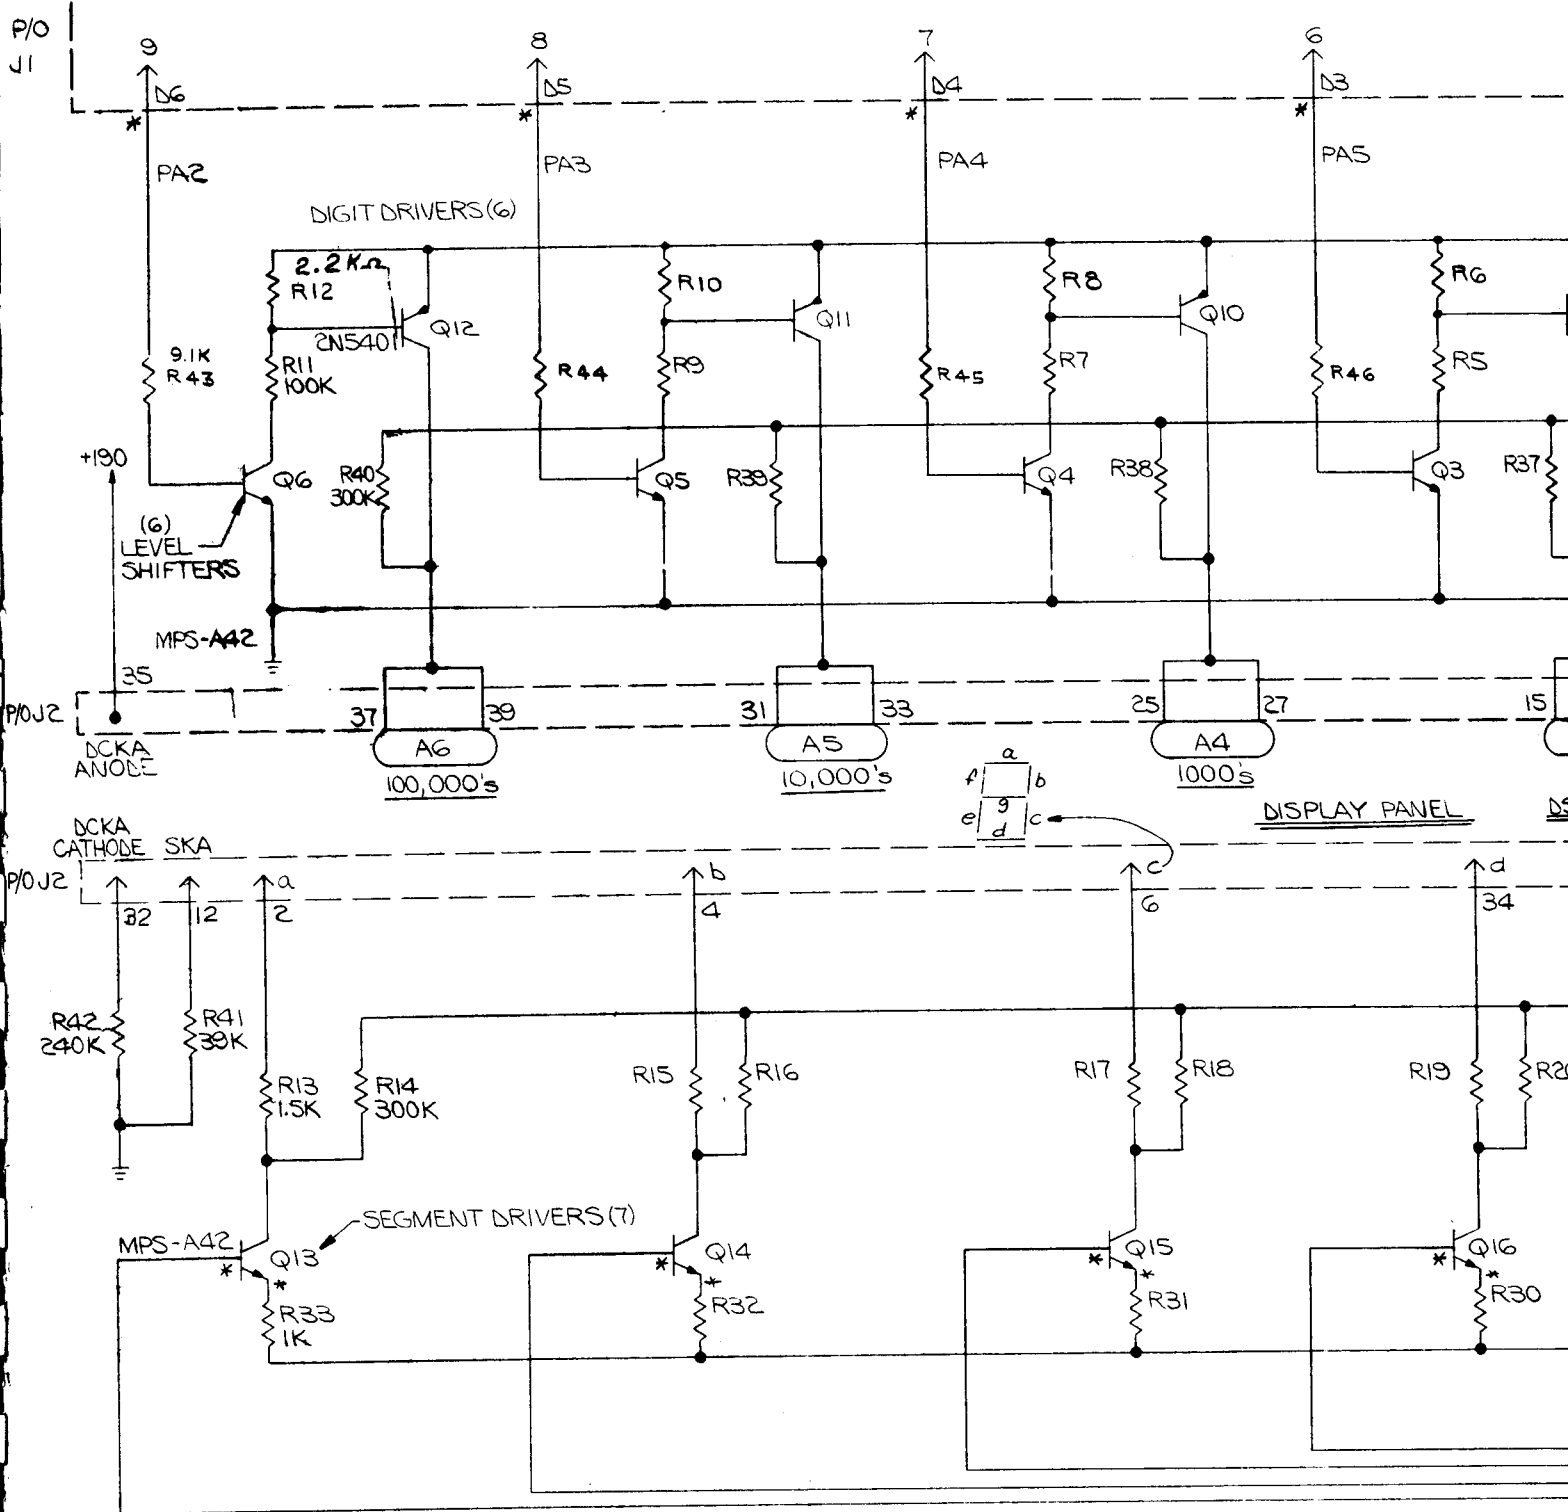 P/O
J1
9
8
7
6
D6
D5
D4
D3
*
*
*
*
PA2
PA3
PA4
PA5
DIGIT DRIVERS (6)
2.2KΩ
R12
R10
R8
R6
Q12
Q11
Q10
2N5401
9.1K
R43
R11
100K
R44
R9
R45
R7
R46
R5
+190
Q6
R40
300K
Q5
R39
Q4
R38
Q3
R37
(6)
LEVEL
SHIFTERS
MPS-A42
35
P/O J2
37
39
31
33
25
27
15
DCKA
ANODE
A6
A5
A4
100,000's
10,000's
1000's
a
f
b
g
e
c
d
DISPLAY PANEL
DS
DCKA
CATHODE
SKA
P/O J2
a
b
c
d
32
12
2
4
6
34
R42
240K
R41
39K
R13
1.5K
R14
300K
R15
R16
R17
R18
R19
SEGMENT DRIVERS (7)
MPS-A42
Q13
Q14
Q15
Q16
*
*
*
*
*
*
*
*
R33
1K
R32
R31
R30